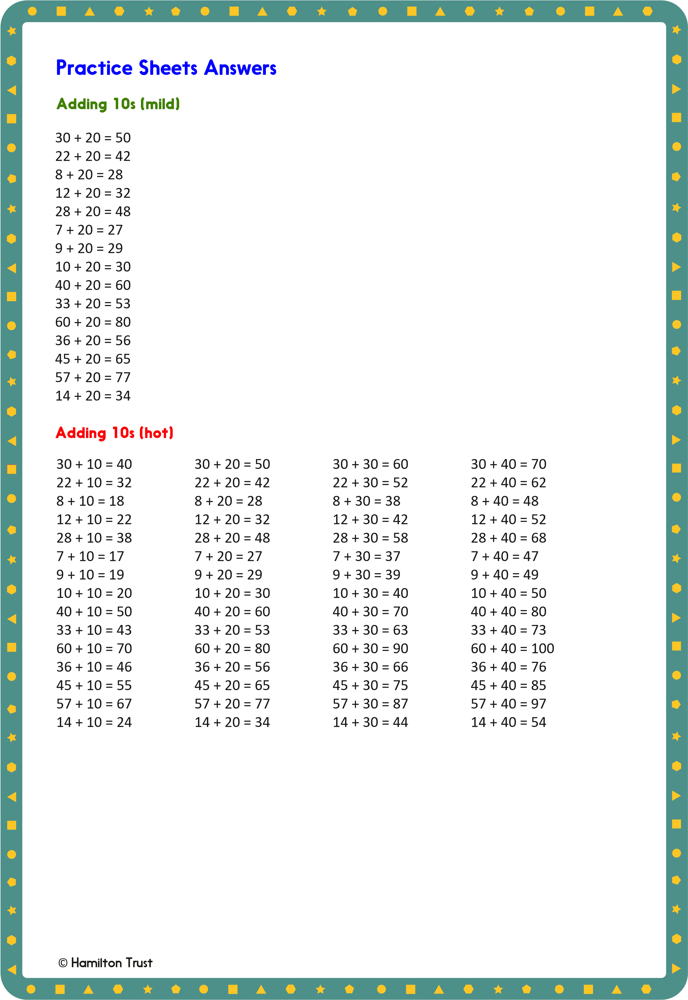 Practice Sheets Answers
Adding 10s (mild)
30 + 20 = 50
22 + 20 = 42
8 + 20 = 28
12 + 20 = 32
28 + 20 = 48
7 + 20 = 27
9 + 20 = 29
10 + 20 = 30
40 + 20 = 60
33 + 20 = 53
60 + 20 = 80
36 + 20 = 56
45 + 20 = 65
57 + 20 = 77
14 + 20 = 34
Adding 10s (hot)
30 + 10 = 40 30 + 20 = 50 30 + 30 = 60 30 + 40 = 70
22 + 10 = 32 22 + 20 = 42 22 + 30 = 52 22 + 40 = 62
8 + 10 = 18 8 + 20 = 28 8 + 30 = 38 8 + 40 = 48
12 + 10 = 22 12 + 20 = 32 12 + 30 = 42 12 + 40 = 52
28 + 10 = 38 28 + 20 = 48 28 + 30 = 58 28 + 40 = 68
7 + 10 = 17 7 + 20 = 27 7 + 30 = 37 7 + 40 = 47
9 + 10 = 19 9 + 20 = 29 9 + 30 = 39 9 + 40 = 49
10 + 10 = 20 10 + 20 = 30 10 + 30 = 40 10 + 40 = 50
40 + 10 = 50 40 + 20 = 60 40 + 30 = 70 40 + 40 = 80
33 + 10 = 43 33 + 20 = 53 33 + 30 = 63 33 + 40 = 73
60 + 10 = 70 60 + 20 = 80 60 + 30 = 90 60 + 40 = 100
36 + 10 = 46 36 + 20 = 56 36 + 30 = 66 36 + 40 = 76
45 + 10 = 55 45 + 20 = 65 45 + 30 = 75 45 + 40 = 85
57 + 10 = 67 57 + 20 = 77 57 + 30 = 87 57 + 40 = 97
14 + 10 = 24 14 + 20 = 34 14 + 30 = 44 14 + 40 = 54
© Hamilton Trust